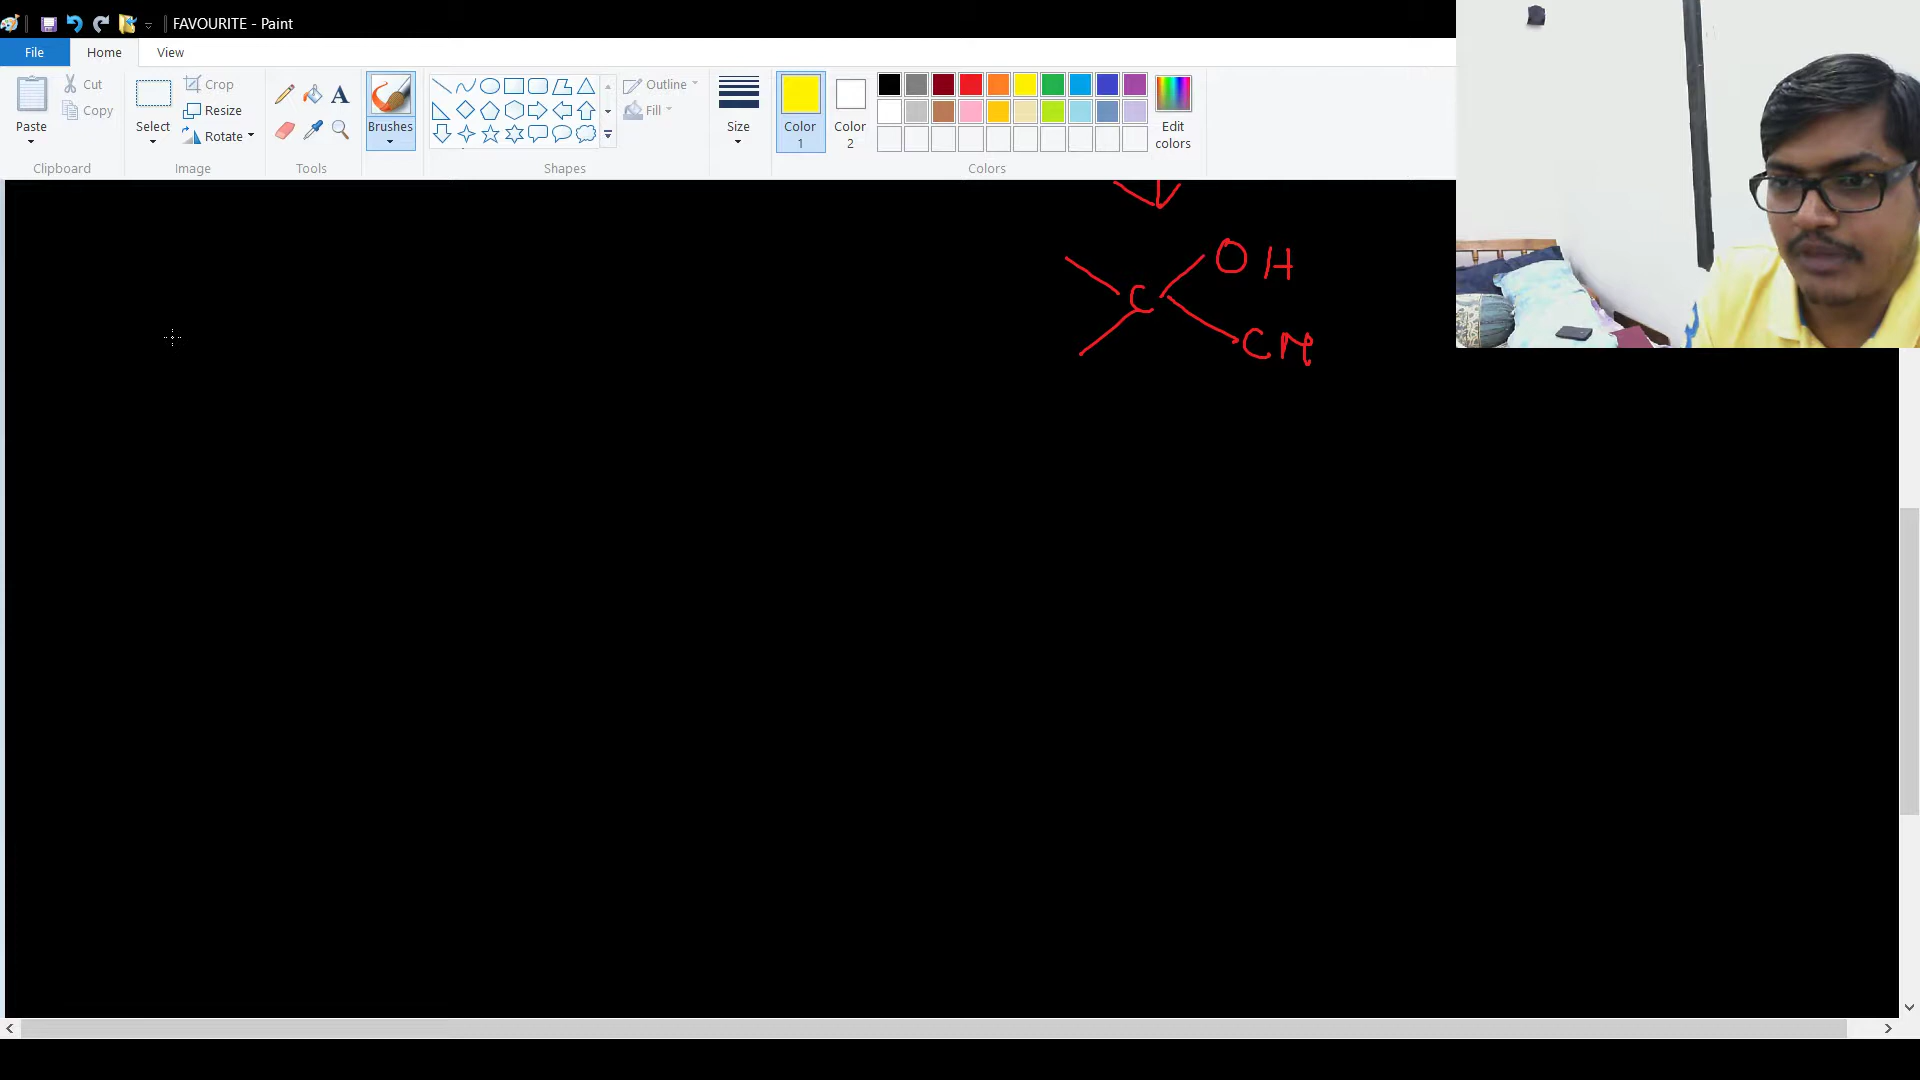 FAVOURITE - Paint
File Home View
Paste
Cut
Copy
Clipboard
Select
Crop
Resize
Rotate
Image
Tools
Brushes
Shapes
Outline
Fill
Size
Color 1
Color 2
Edit colors
Colors
OH
C
CN